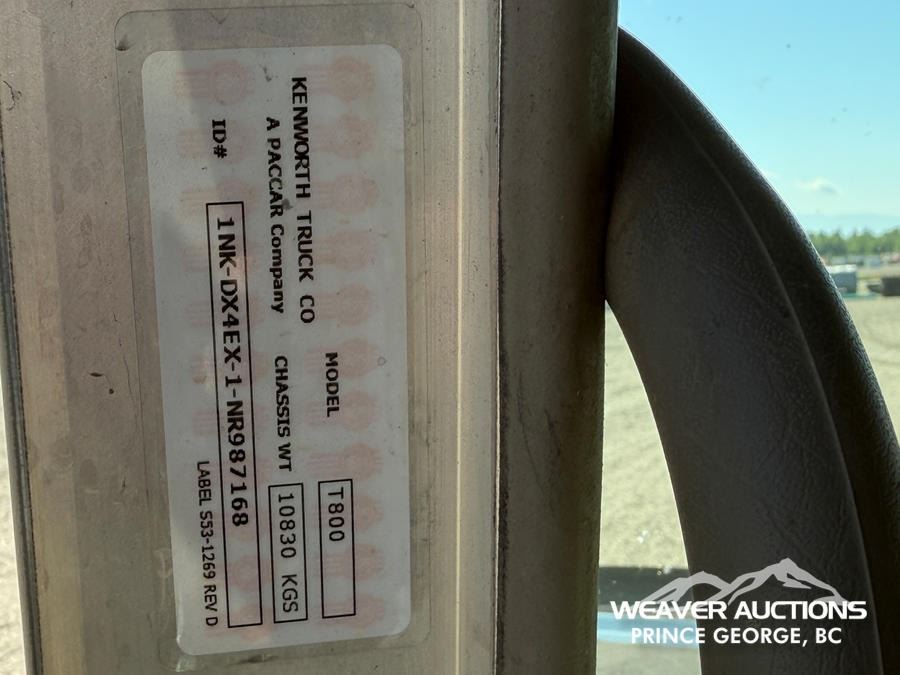 KENWORTH TRUCK CO
A PACCAR Company
MODEL T800
CHASSIS WT 10830 KGS
ID# 1NK-DX4EX-1-NR987168
LABEL S53-1269 REV D
WEAVER AUCTIONS
PRINCE GEORGE, BC